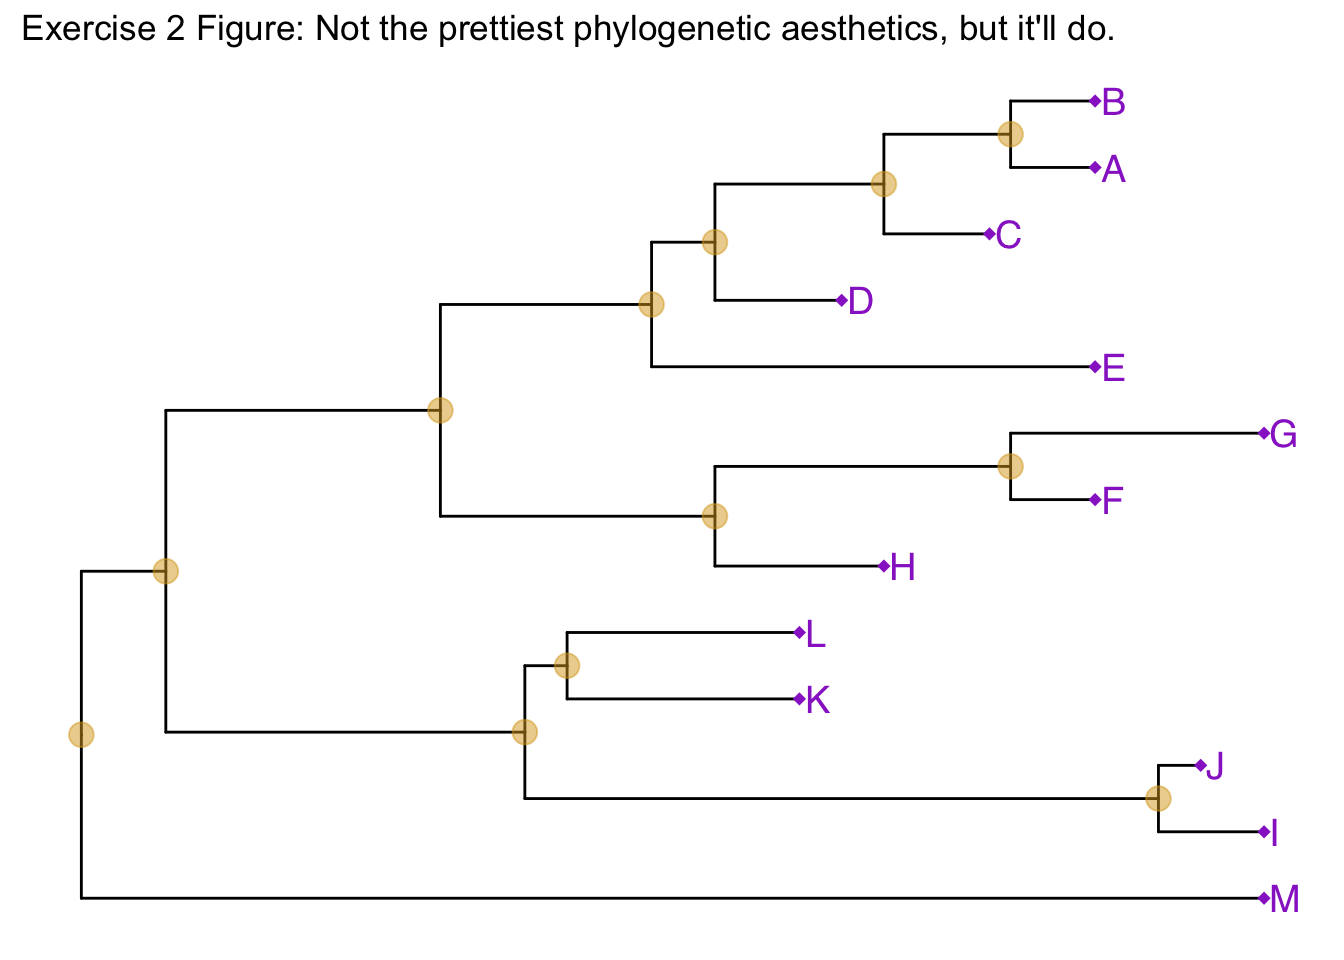 Exercise 2 Figure: Not the prettiest phylogenetic aesthetics, but it'll do.
B
A
C
D
E
G
F
H
L
K
J
I
M